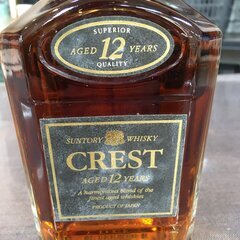 SUPERIOR
AGED 12 YEARS
QUALITY
SUNTORY WHISKY
CREST
AGED 12 YEARS
A harmonious blend of the
finest aged whiskies
PRODUCT OF JAPAN